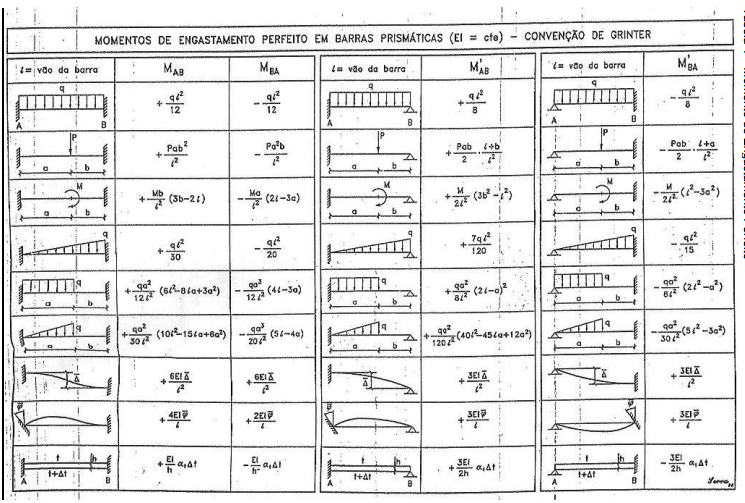 MOMENTOS DE ENGASTAMENTO PERFEITO EM BARRAS PRISMÁTICAS (EI = cte) – CONVENÇÃO DE GRINTER
ℓ= vão da barra M_AB M_BA ℓ= vão da barra M'_AB ℓ= vão da barra M'_BA
q A B + qℓ²/12 − qℓ²/12 q A B + qℓ²/8 q A B − qℓ²/8
P a b + Pab²/ℓ² − Pa²b/ℓ² P a b + Pab/2 · ℓ+b/ℓ² P a b − Pab/2 · ℓ+a/ℓ²
M a b + Mb/ℓ² (3b−2ℓ) − Ma/ℓ² (2ℓ−3a) M a b + M/2ℓ² (3b²−ℓ²) M a b − M/2ℓ² (ℓ²−3a²)
q + qℓ²/30 − qℓ²/20 q + 7qℓ²/120 q − qℓ²/15
q a b + qa²/12ℓ² (6ℓ²−8ℓa+3a²) − qa³/12ℓ² (4ℓ−3a) q a b + qa²/8ℓ² (2ℓ−a)² q a b − qa²/8ℓ² (2ℓ²−a²)
q a b + qa²/30ℓ² (10ℓ²−15ℓa+6a²) − qa³/20ℓ² (5ℓ−4a) q a b + qa²/120ℓ² (40ℓ²−45ℓa+12a²) q a b − qa²/30ℓ² (5ℓ²−3a²)
Δ̄ + 6EIΔ̄/ℓ² + 6EIΔ̄/ℓ² Δ̄ + 3EIΔ̄/ℓ² Δ̄ + 3EIΔ̄/ℓ²
φ̄ + 4EIφ̄/ℓ + 2EIφ̄/ℓ φ̄ + 3EIφ̄/ℓ φ̄ + 3EIφ̄/ℓ
t h t+Δt A B + EI/h α_tΔt − EI/h α_tΔt t h t+Δt A B + 3EI/2h α_tΔt t h t+Δt A B − 3EI/2h α_tΔt